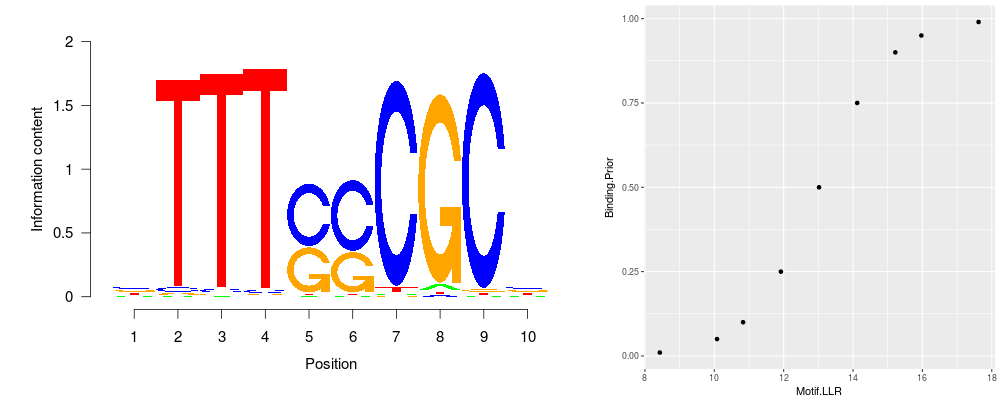 2
1.5
1
0.5
0
Information content
TTTCCCGC
GG
1 2 3 4 5 6 7 8 9 10
Position
1.00
0.75
0.50
0.25
0.00
Binding.Prior
8 10 12 14 16 18
Motif.LLR